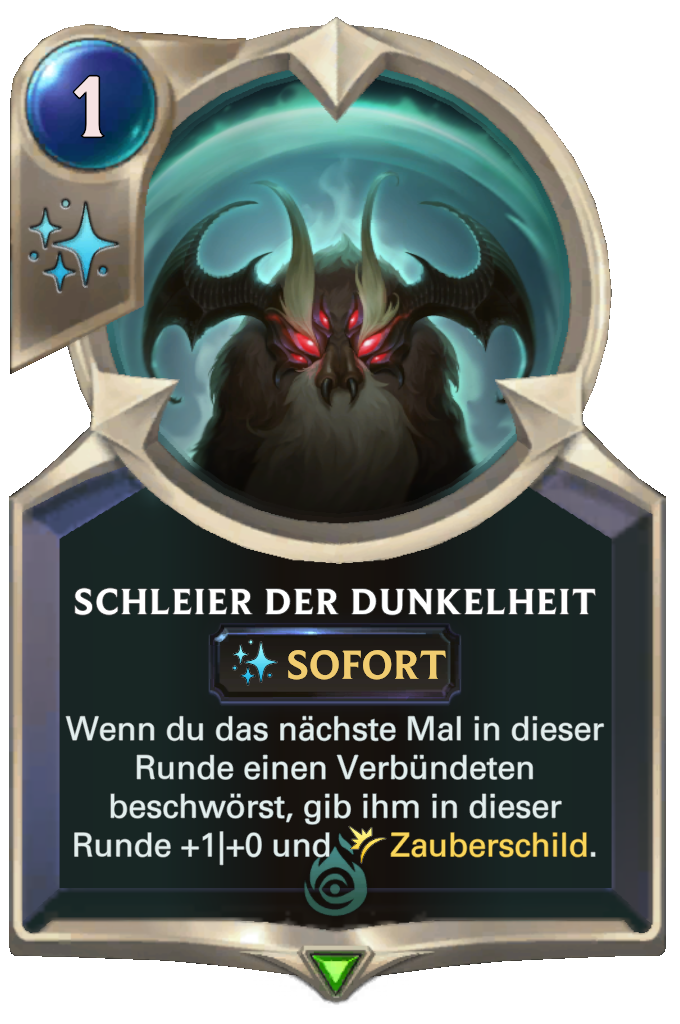 1
SCHLEIER DER DUNKELHEIT
SOFORT
Wenn du das nächste Mal in dieser
Runde einen Verbündeten
beschwörst, gib ihm in dieser
Runde +1|+0 und Zauberschild.